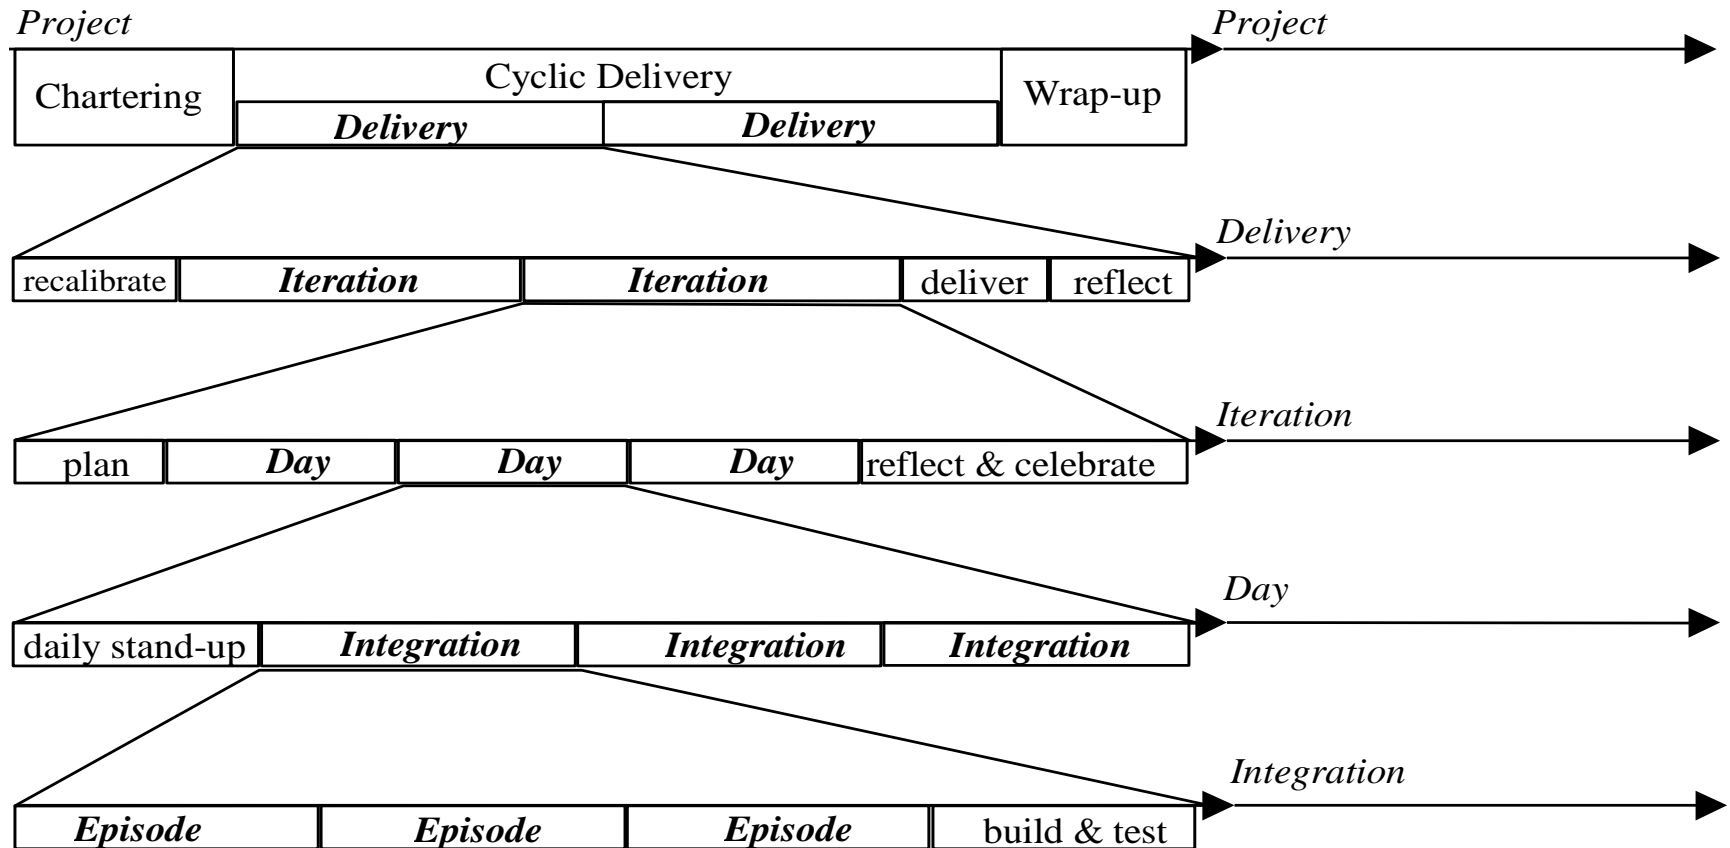 Project
Project
Chartering
Cyclic Delivery
Wrap-up
Delivery
Delivery
Delivery
recalibrate
Iteration
Iteration
deliver
reflect
Iteration
plan
Day
Day
Day
reflect & celebrate
Day
daily stand-up
Integration
Integration
Integration
Integration
Episode
Episode
Episode
build & test